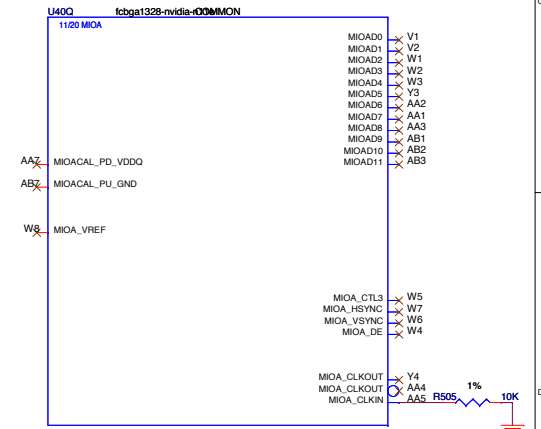 U40Q
fcbga1328-nvidia-
COMMON
11/20 MIOA
MIOAD0 V1
MIOAD1 V2
MIOAD2 W1
MIOAD3 W2
MIOAD4 W3
MIOAD5 Y3
MIOAD6 AA2
MIOAD7 AA1
MIOAD8 AA3
MIOAD9 AB1
MIOAD10 AB2
MIOAD11 AB3
AA7 MIOACAL_PD_VDDQ
AB7 MIOACAL_PU_GND
W8 MIOA_VREF
MIOA_CTL3 W5
MIOA_HSYNC W7
MIOA_VSYNC W6
MIOA_DE W4
MIOA_CLKOUT Y4
MIOA_CLKOUT AA4
MIOA_CLKIN AA5
R505 1% 10K